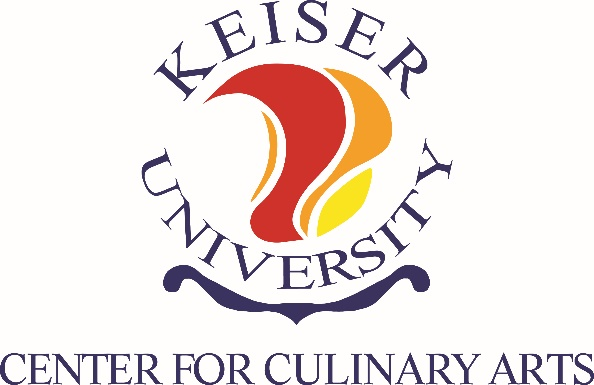 KEISER
UNIVERSITY
CENTER FOR CULINARY ARTS